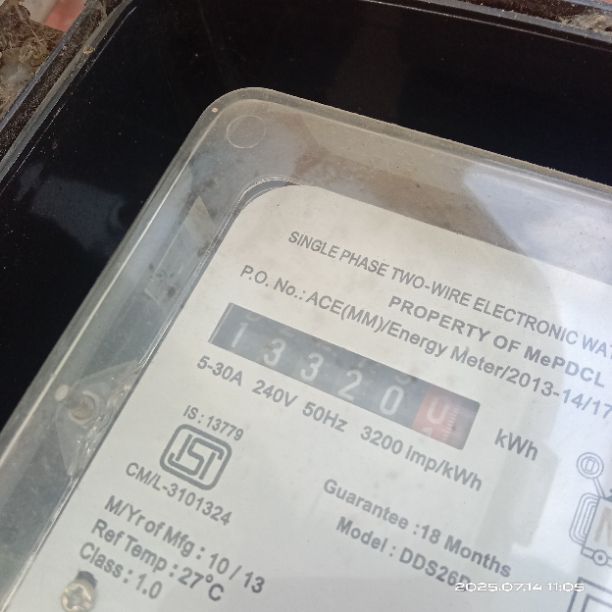 SINGLE PHASE TWO-WIRE ELECTRONIC
PROPERTY OF MePDCL
P.O. No.: ACE(MM)/Energy Meter/2013-14/17
13320
kWh
5-30A 240V 50Hz 3200 Imp/kWh
IS : 13779
ISI
CM/L-3101324
Guarantee :18 Months
Model : DDS26
M/Yr of Mfg : 10 / 13
Ref Temp : 27°C
Class : 1.0
2025.07.14 11:05